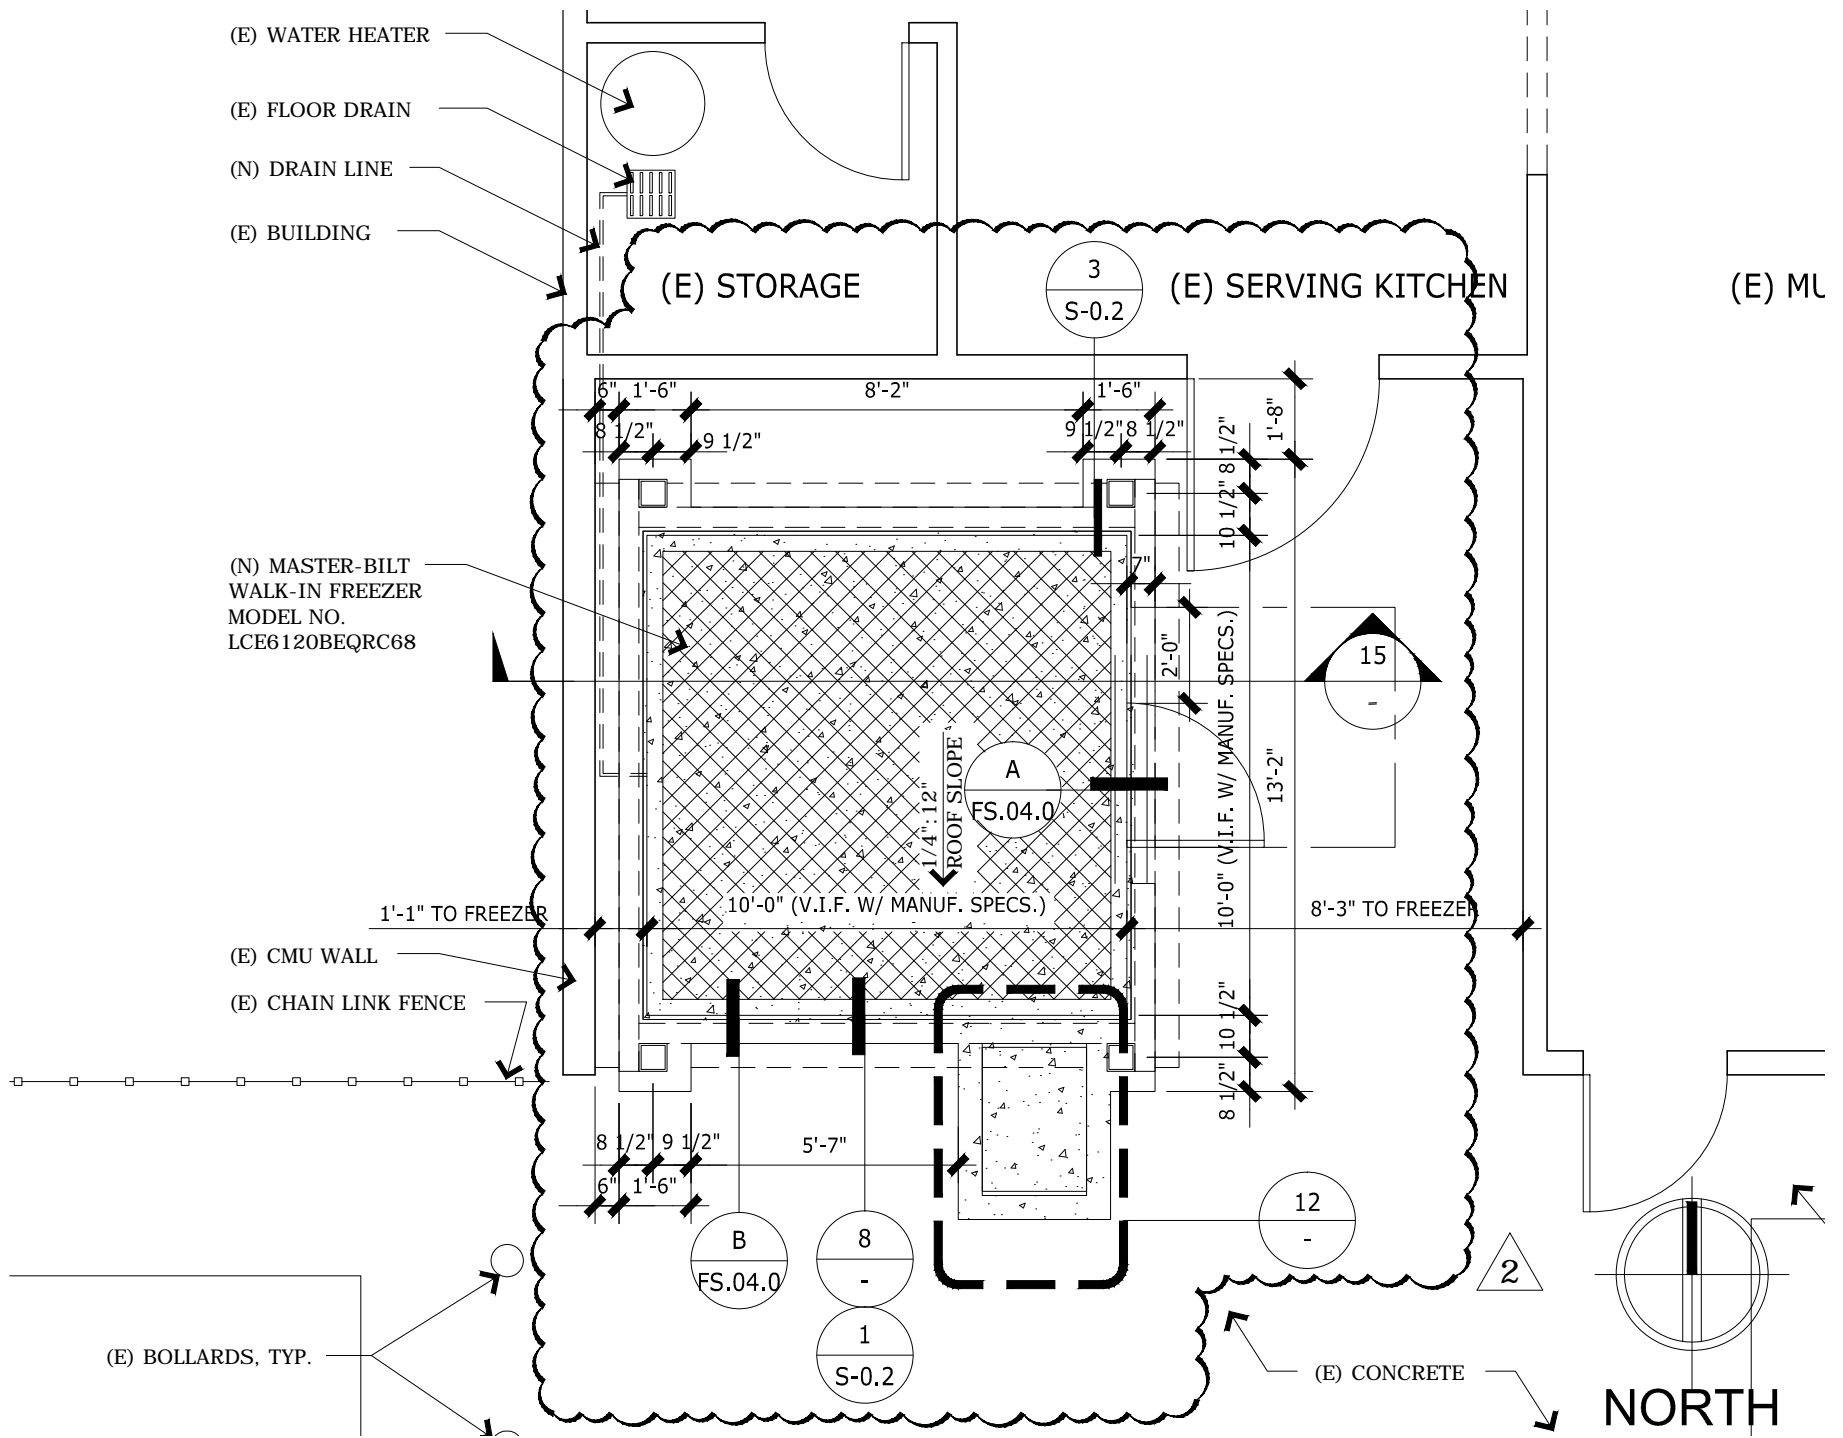 (E) WATER HEATER
(E) FLOOR DRAIN
(N) DRAIN LINE
(E) BUILDING
(E) STORAGE
3
S-0.2
(E) SERVING KITCHEN
(E) MU
6"
1'-6"
8'-2"
1'-6"
8 1/2"
9 1/2"
9 1/2"
8 1/2"
1'-8"
8 1/2"
10 1/2"
(N) MASTER-BILT
WALK-IN FREEZER
MODEL NO.
LCE6120BEQRC68
7"
2'-0"
15
-
10'-0" (V.I.F. W/ MANUF. SPECS.)
13'-2"
A
FS.04.0
1/4": 12"
ROOF SLOPE
10'-0" (V.I.F. W/ MANUF. SPECS.)
1'-1" TO FREEZER
8'-3" TO FREEZER
(E) CMU WALL
(E) CHAIN LINK FENCE
10 1/2"
8 1/2"
8 1/2"
9 1/2"
5'-7"
6"
1'-6"
B
FS.04.0
8
-
12
-
2
1
S-0.2
(E) BOLLARDS, TYP.
(E) CONCRETE
NORTH